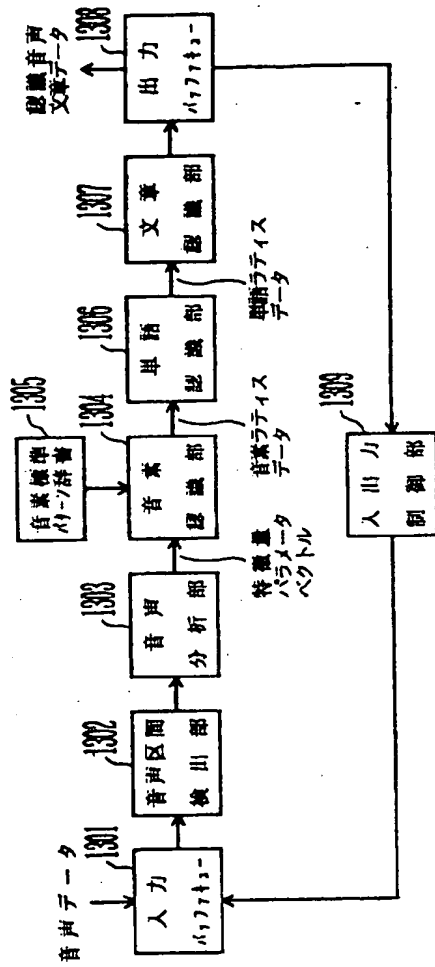 音声データ
1301
入力
バッファキュー
1302
音声区間
検出部
1303
音声
分析部
特徴量
パラメータ
ベクトル
1305
音素標準
パターン辞書
1304
音素
認識部
音素ラティス
データ
1306
単語
認識部
単語ラティス
データ
1307
文章
認識部
1308
出力
バッファキュー
認識音声
文章データ
1309
入出力
制御部